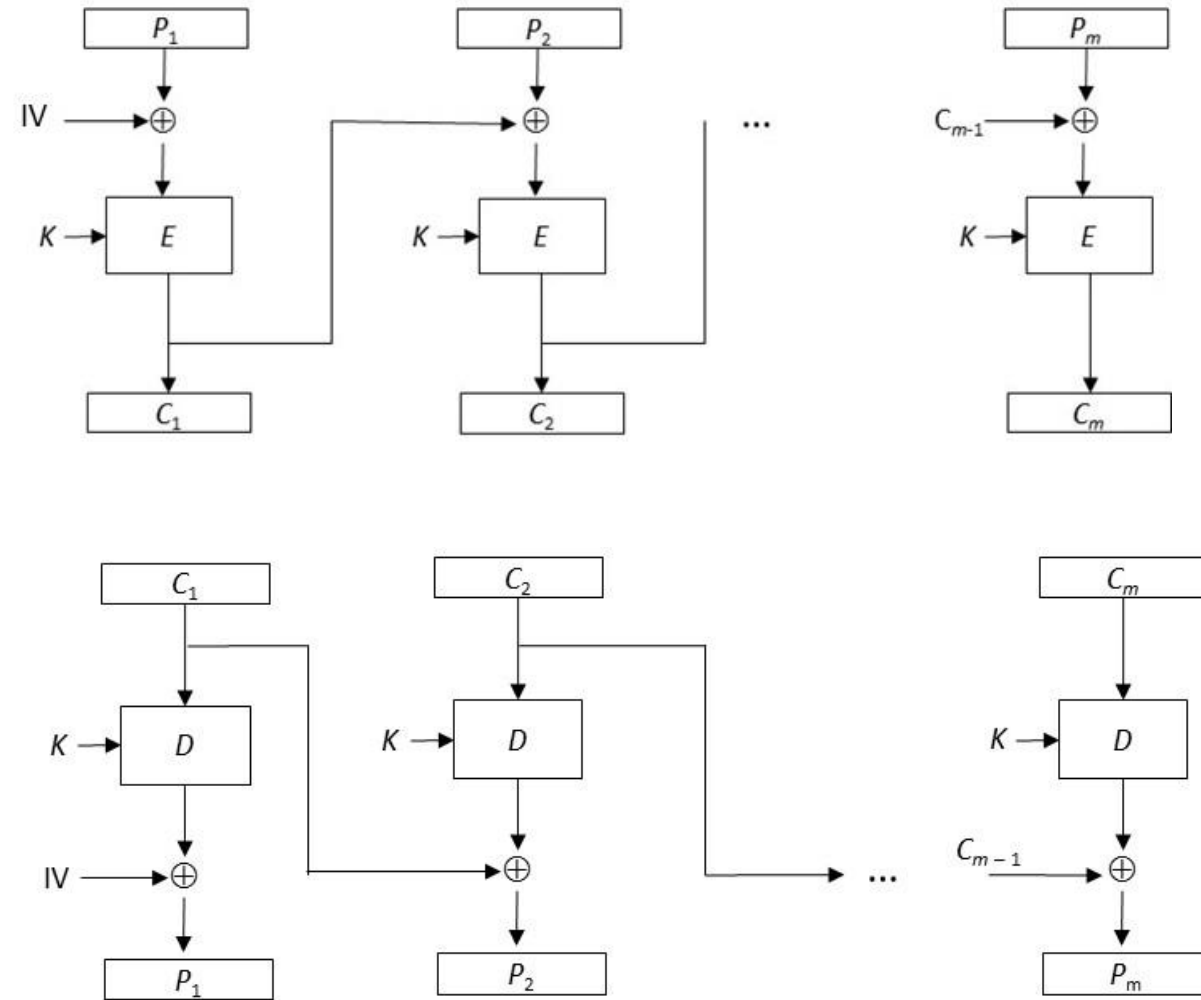 P₁ P₂ Pₘ
IV ... Cₘ₋₁
K E K E K E
C₁ C₂ Cₘ
C₁ C₂ Cₘ
K D K D K D
IV ... Cₘ ₋ ₁
P₁ P₂ Pₘ